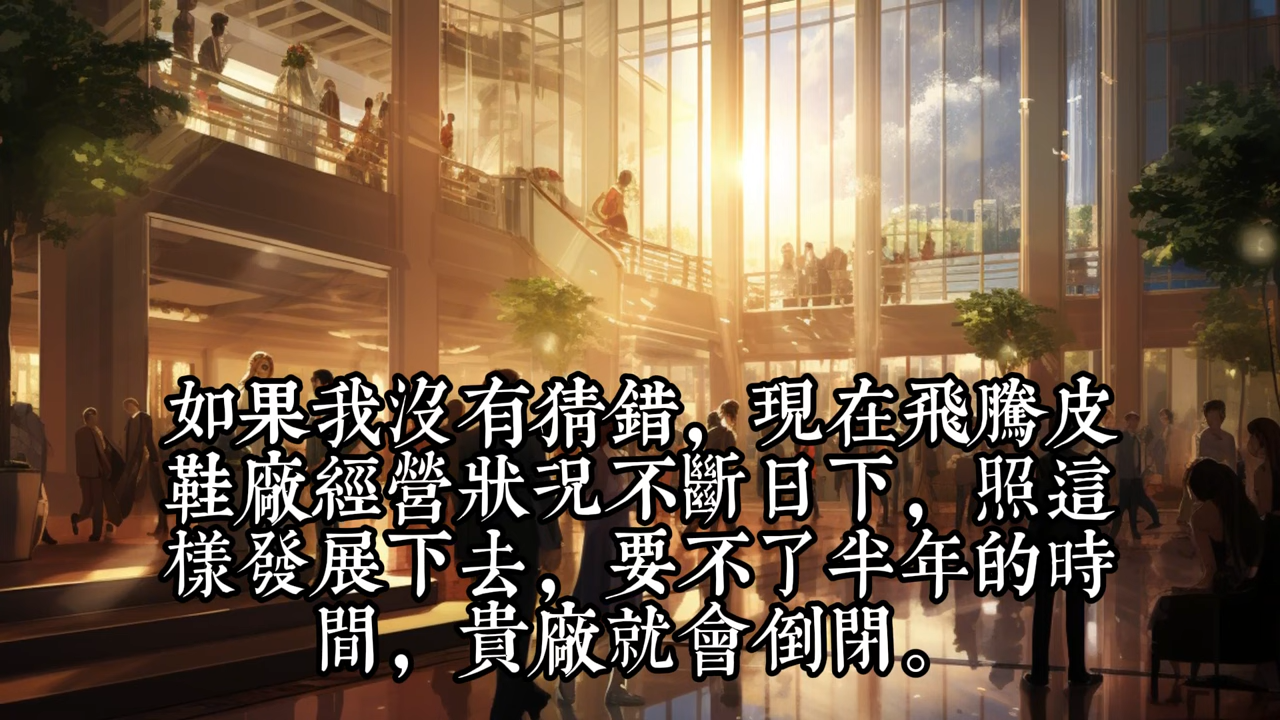 如果我沒有猜錯，現在飛騰皮
鞋廠經營狀況不斷日下，照這
樣發展下去，要不了半年的時
間，貴廠就會倒閉。